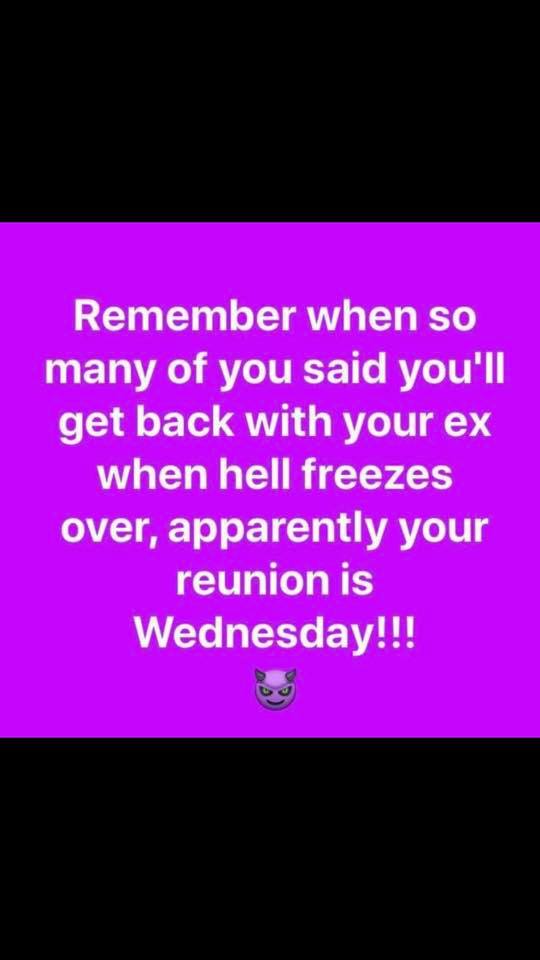 Remember when so
many of you said you'll
get back with your ex
when hell freezes
over, apparently your
reunion is
Wednesday!!!
😈